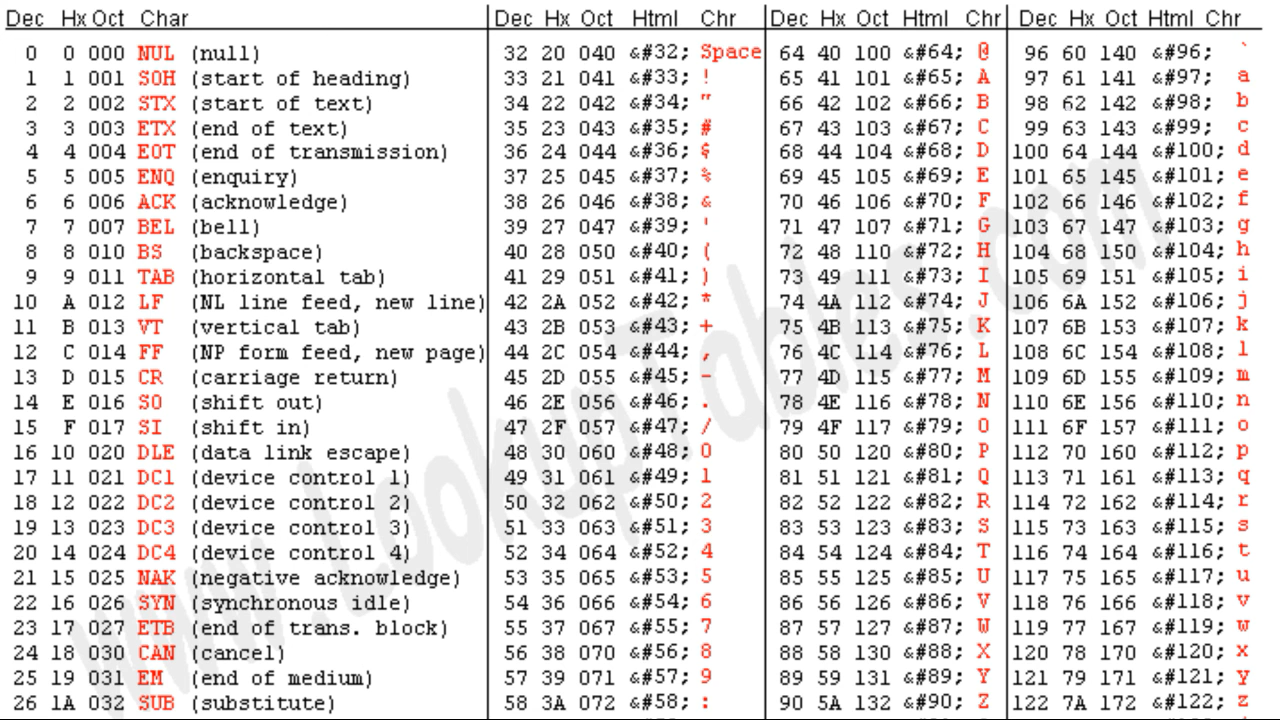 Dec Hx Oct Char Dec Hx Oct Html Chr Dec Hx Oct Html Chr Dec Hx Oct Html Chr
0 0 000 NUL (null) 32 20 040 &#32; Space 64 40 100 &#64; @ 96 60 140 &#96; `
1 1 001 SOH (start of heading) 33 21 041 &#33; ! 65 41 101 &#65; A 97 61 141 &#97; a
2 2 002 STX (start of text) 34 22 042 &#34; " 66 42 102 &#66; B 98 62 142 &#98; b
3 3 003 ETX (end of text) 35 23 043 &#35; # 67 43 103 &#67; C 99 63 143 &#99; c
4 4 004 EOT (end of transmission) 36 24 044 &#36; $ 68 44 104 &#68; D 100 64 144 &#100; d
5 5 005 ENQ (enquiry) 37 25 045 &#37; % 69 45 105 &#69; E 101 65 145 &#101; e
6 6 006 ACK (acknowledge) 38 26 046 &#38; & 70 46 106 &#70; F 102 66 146 &#102; f
7 7 007 BEL (bell) 39 27 047 &#39; ' 71 47 107 &#71; G 103 67 147 &#103; g
8 8 010 BS (backspace) 40 28 050 &#40; ( 72 48 110 &#72; H 104 68 150 &#104; h
9 9 011 TAB (horizontal tab) 41 29 051 &#41; ) 73 49 111 &#73; I 105 69 151 &#105; i
10 A 012 LF (NL line feed, new line) 42 2A 052 &#42; * 74 4A 112 &#74; J 106 6A 152 &#106; j
11 B 013 VT (vertical tab) 43 2B 053 &#43; + 75 4B 113 &#75; K 107 6B 153 &#107; k
12 C 014 FF (NP form feed, new page) 44 2C 054 &#44; , 76 4C 114 &#76; L 108 6C 154 &#108; l
13 D 015 CR (carriage return) 45 2D 055 &#45; - 77 4D 115 &#77; M 109 6D 155 &#109; m
14 E 016 SO (shift out) 46 2E 056 &#46; . 78 4E 116 &#78; N 110 6E 156 &#110; n
15 F 017 SI (shift in) 47 2F 057 &#47; / 79 4F 117 &#79; O 111 6F 157 &#111; o
16 10 020 DLE (data link escape) 48 30 060 &#48; 0 80 50 120 &#80; P 112 70 160 &#112; p
17 11 021 DC1 (device control 1) 49 31 061 &#49; 1 81 51 121 &#81; Q 113 71 161 &#113; q
18 12 022 DC2 (device control 2) 50 32 062 &#50; 2 82 52 122 &#82; R 114 72 162 &#114; r
19 13 023 DC3 (device control 3) 51 33 063 &#51; 3 83 53 123 &#83; S 115 73 163 &#115; s
20 14 024 DC4 (device control 4) 52 34 064 &#52; 4 84 54 124 &#84; T 116 74 164 &#116; t
21 15 025 NAK (negative acknowledge) 53 35 065 &#53; 5 85 55 125 &#85; U 117 75 165 &#117; u
22 16 026 SYN (synchronous idle) 54 36 066 &#54; 6 86 56 126 &#86; V 118 76 166 &#118; v
23 17 027 ETB (end of trans. block) 55 37 067 &#55; 7 87 57 127 &#87; W 119 77 167 &#119; w
24 18 030 CAN (cancel) 56 38 070 &#56; 8 88 58 130 &#88; X 120 78 170 &#120; x
25 19 031 EM (end of medium) 57 39 071 &#57; 9 89 59 131 &#89; Y 121 79 171 &#121; y
26 1A 032 SUB (substitute) 58 3A 072 &#58; : 90 5A 132 &#90; Z 122 7A 172 &#122; z
www.LookupTables.com